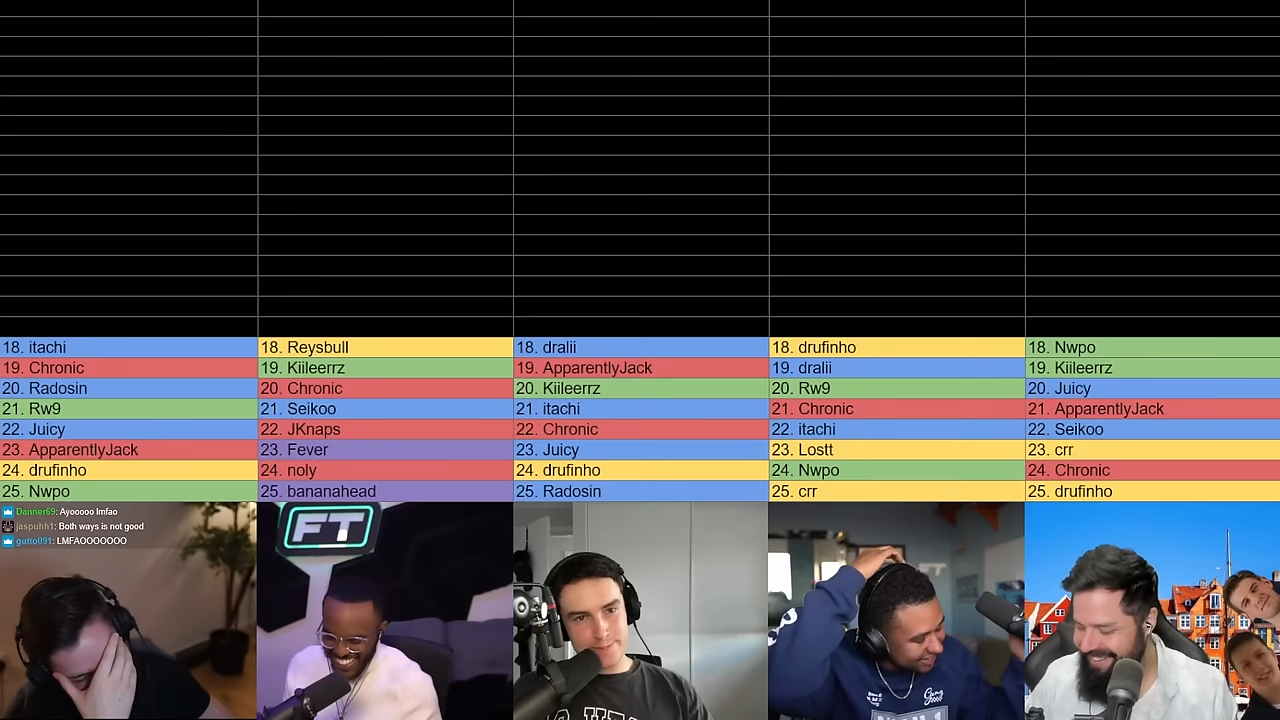 18. itachi
19. Chronic
20. Radosin
21. Rw9
22. Juicy
23. ApparentlyJack
24. drufinho
25. Nwpo
18. Reysbull
19. Kiileerrz
20. Chronic
21. Seikoo
22. JKnaps
23. Fever
24. noly
25. bananahead
18. dralii
19. ApparentlyJack
20. Kiileerrz
21. itachi
22. Chronic
23. Juicy
24. drufinho
25. Radosin
18. drufinho
19. dralii
20. Rw9
21. Chronic
22. itachi
23. Lostt
24. Nwpo
25. crr
18. Nwpo
19. Kiileerrz
20. Juicy
21. ApparentlyJack
22. Seikoo
23. crr
24. Chronic
25. drufinho
Danner69: Ayooooo lmfao
jaspuhh1: Both ways is not good
gutto091: LMFAOOOOOOO
FT